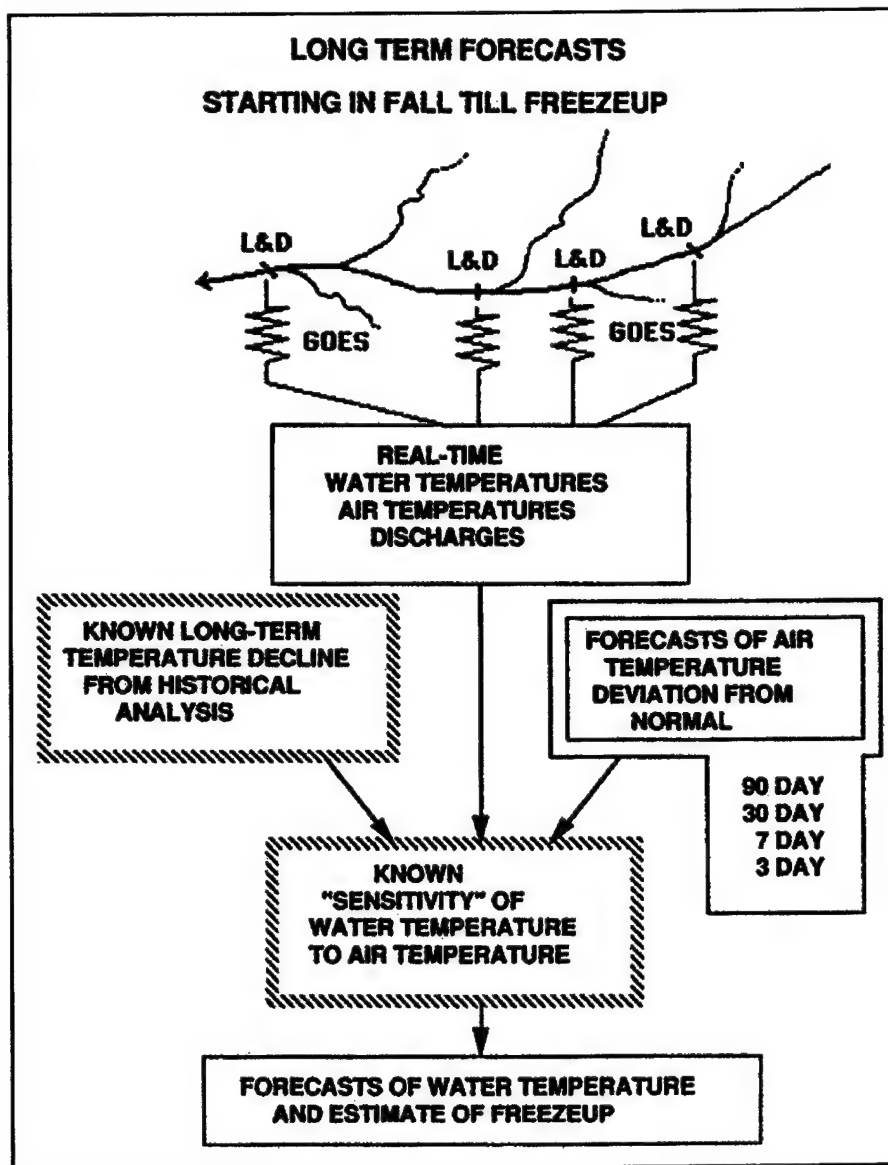 LONG TERM FORECASTS
STARTING IN FALL TILL FREEZEUP
L&D
L&D
L&D
L&D
GOES
GOES
REAL-TIME
WATER TEMPERATURES
AIR TEMPERATURES
DISCHARGES
KNOWN LONG-TERM
TEMPERATURE DECLINE
FROM HISTORICAL
ANALYSIS
FORECASTS OF AIR
TEMPERATURE
DEVIATION FROM
NORMAL
90 DAY
30 DAY
7 DAY
3 DAY
KNOWN
"SENSITIVITY" OF
WATER TEMPERATURE
TO AIR TEMPERATURE
FORECASTS OF WATER TEMPERATURE
AND ESTIMATE OF FREEZEUP